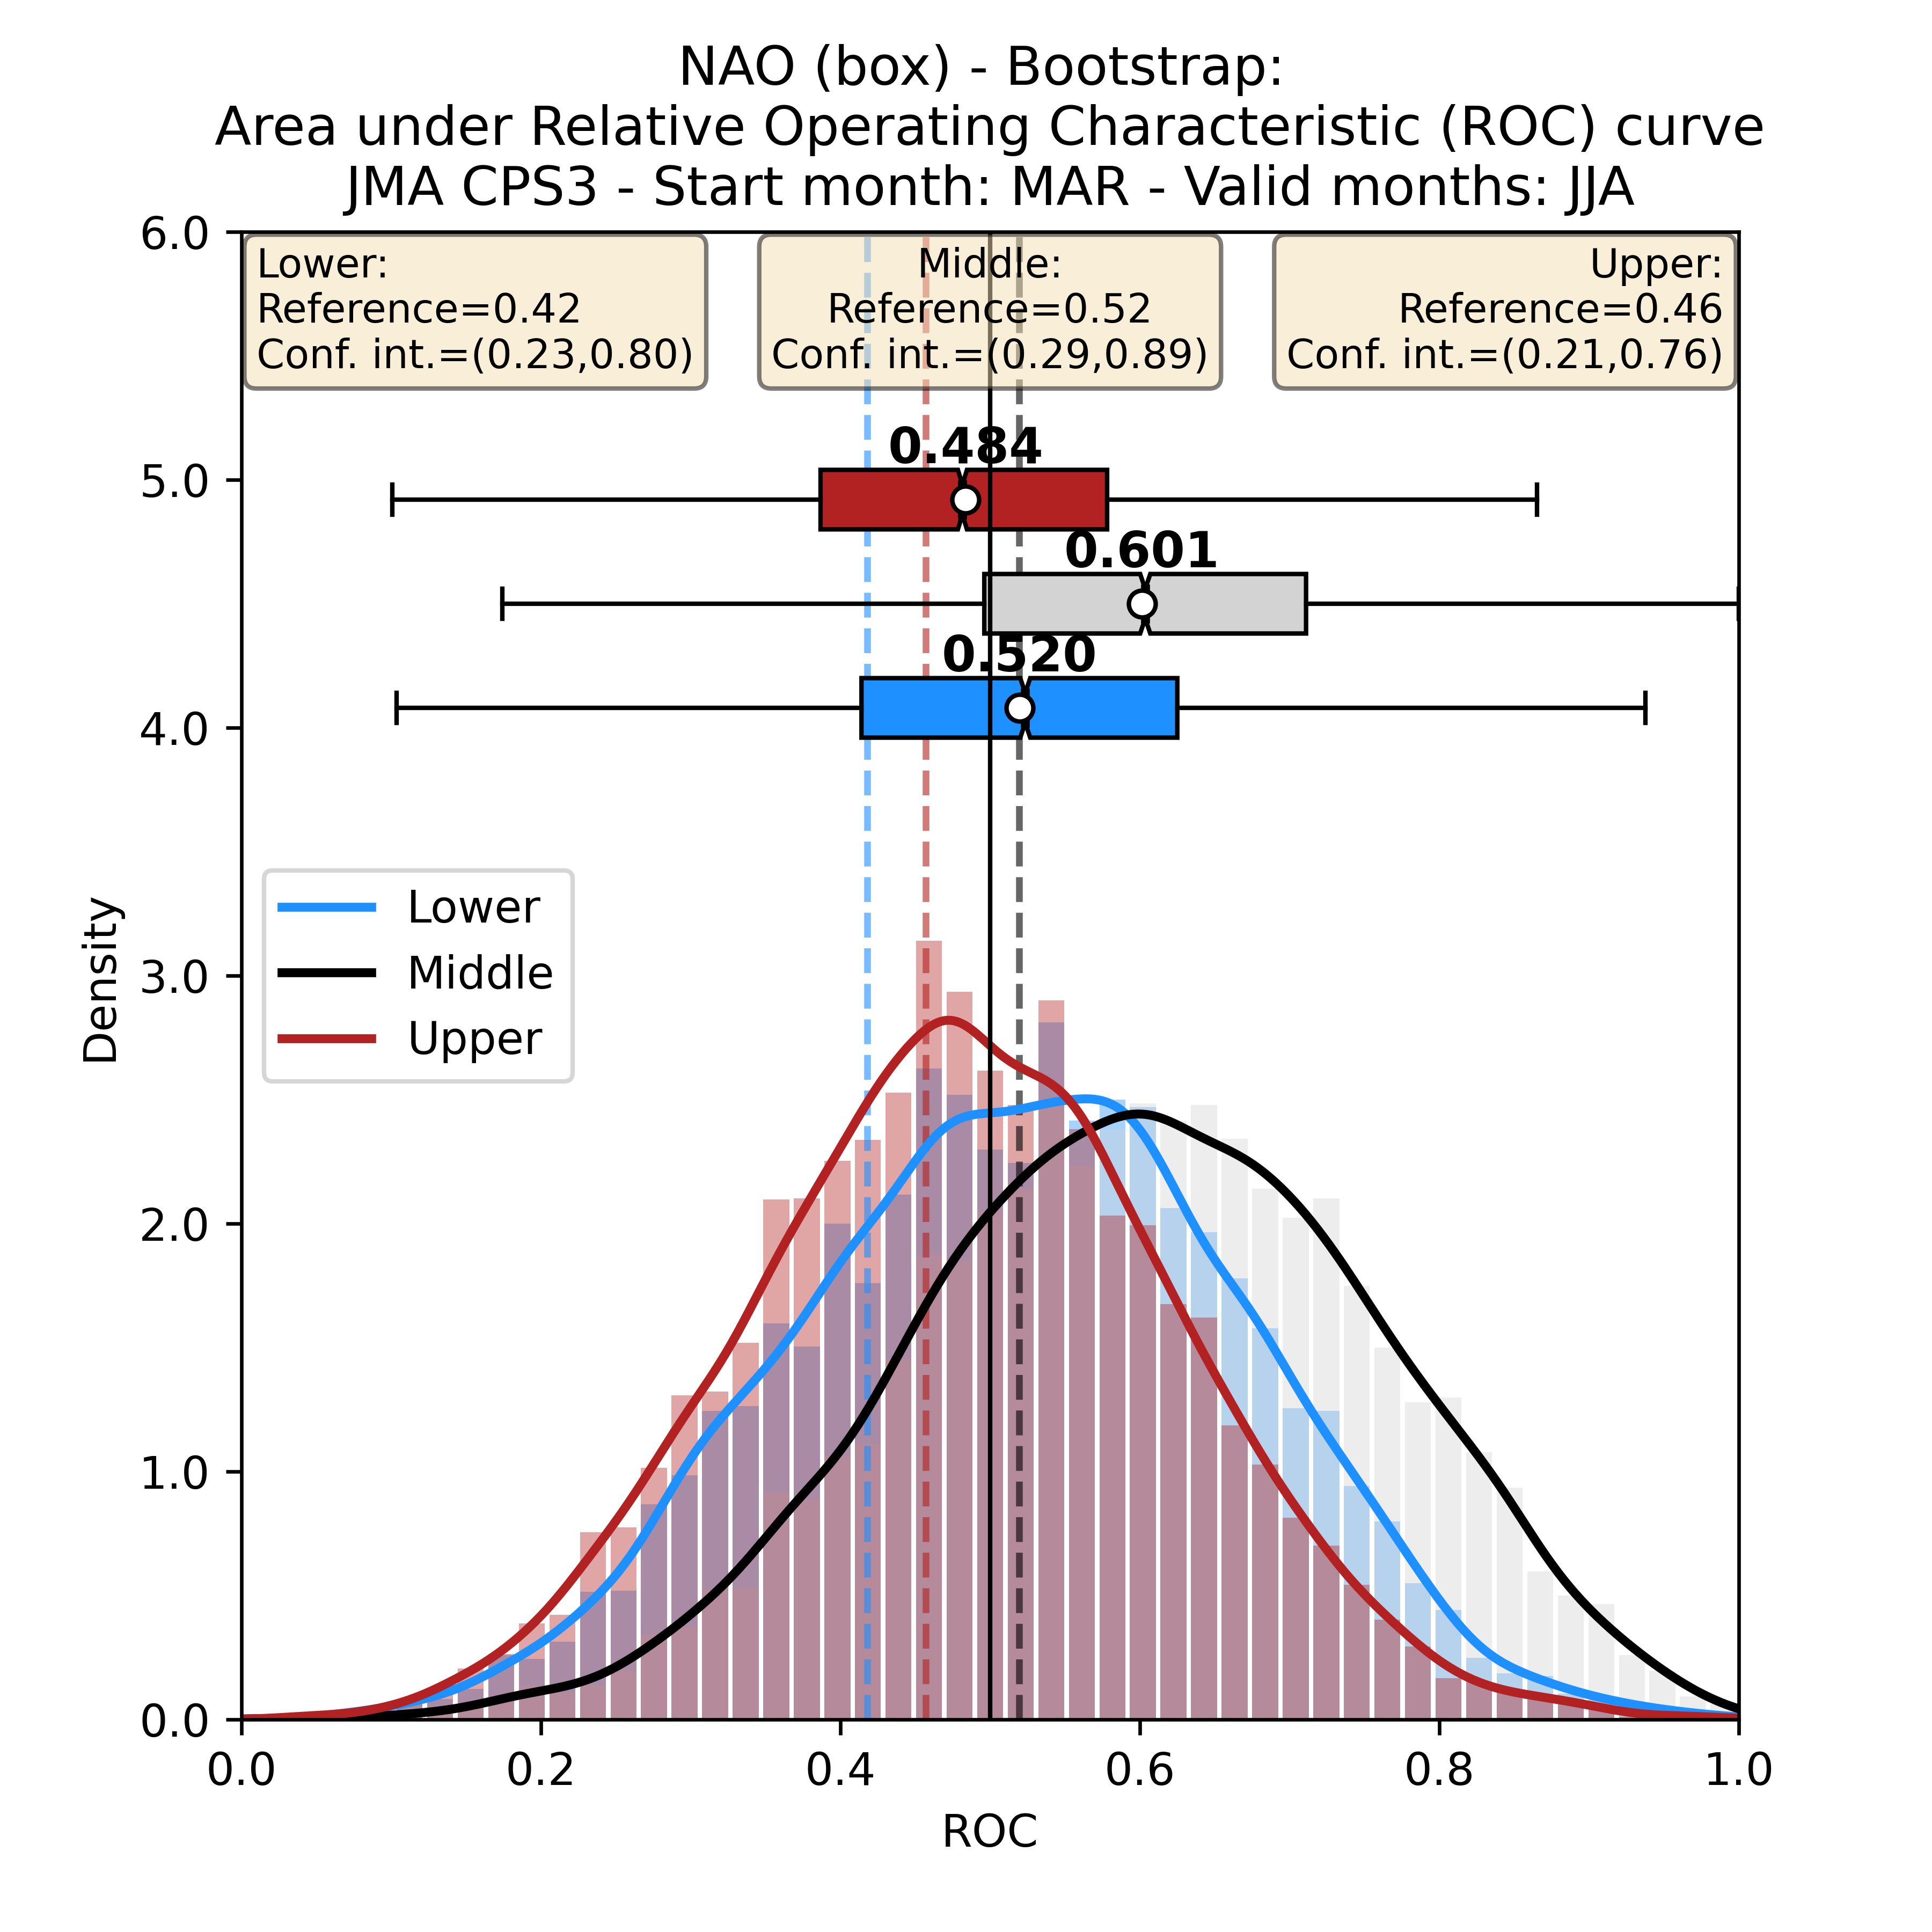 NAO (box) - Bootstrap:
Area under Relative Operating Characteristic (ROC) curve
JMA CPS3 - Start month: MAR - Valid months: JJA
Lower:
Reference=0.42
Conf. int.=(0.23,0.80)
Middle:
Reference=0.52
Conf. int.=(0.29,0.89)
Upper:
Reference=0.46
Conf. int.=(0.21,0.76)
6.0
5.0
4.0
3.0
2.0
1.0
0.0
Density
0.484
0.601
0.520
Lower
Middle
Upper
0.0
0.2
0.4
0.6
0.8
1.0
ROC